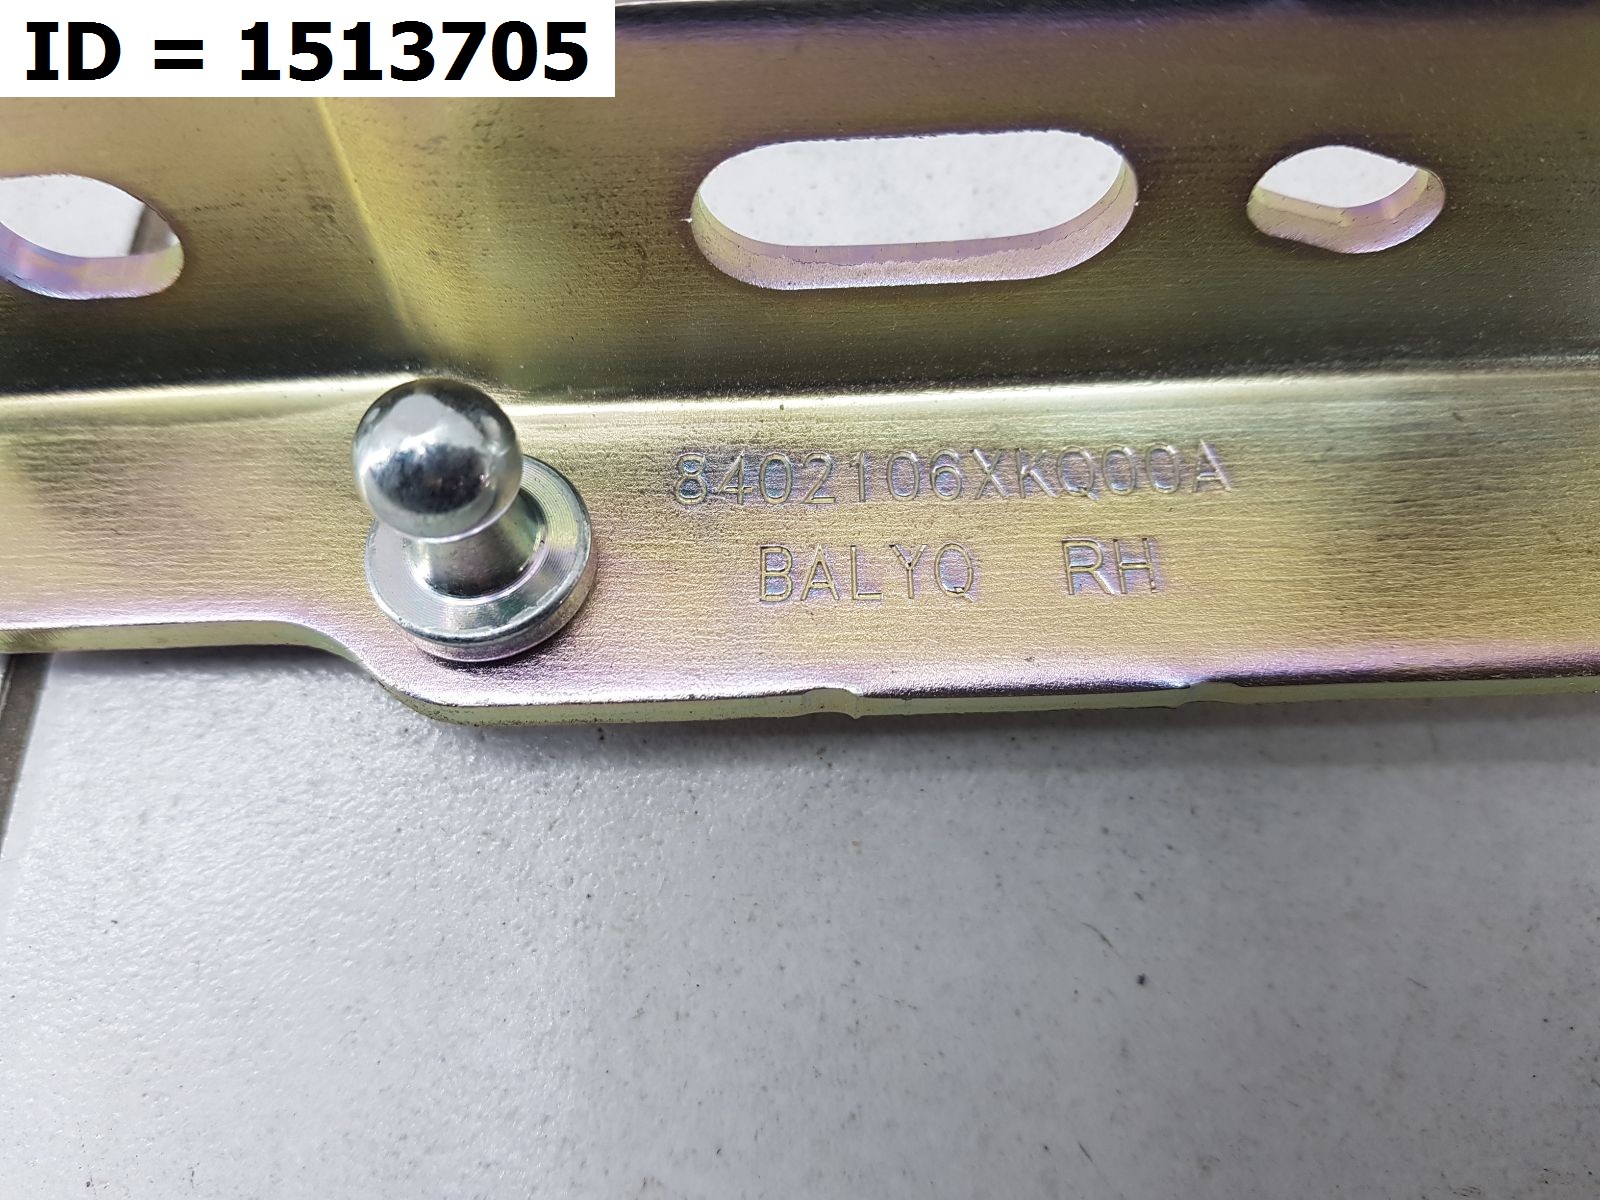 ID = 1513705
8402106XKQ00A
BALYQ RH